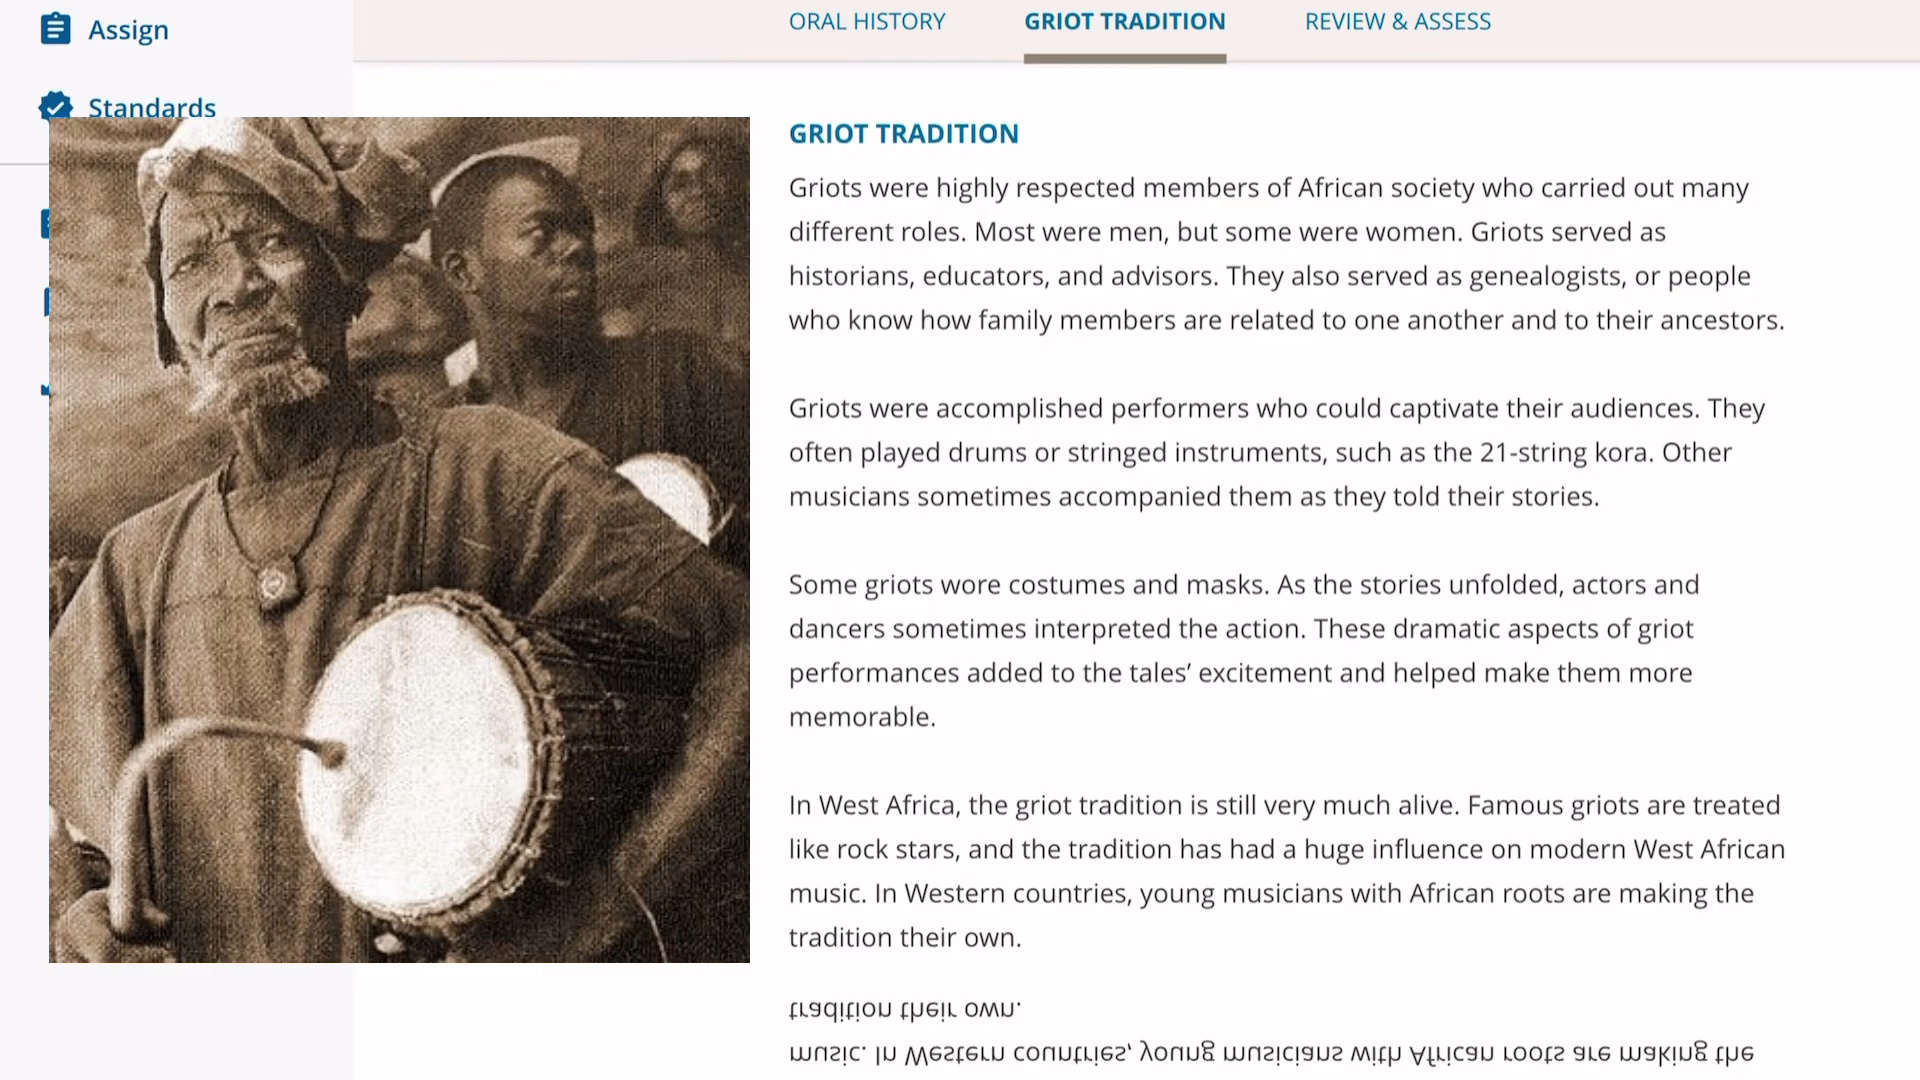 Assign
Standards
ORAL HISTORY
GRIOT TRADITION
REVIEW & ASSESS
GRIOT TRADITION
Griots were highly respected members of African society who carried out many
different roles. Most were men, but some were women. Griots served as
historians, educators, and advisors. They also served as genealogists, or people
who know how family members are related to one another and to their ancestors.
Griots were accomplished performers who could captivate their audiences. They
often played drums or stringed instruments, such as the 21-string kora. Other
musicians sometimes accompanied them as they told their stories.
Some griots wore costumes and masks. As the stories unfolded, actors and
dancers sometimes interpreted the action. These dramatic aspects of griot
performances added to the tales’ excitement and helped make them more
memorable.
In West Africa, the griot tradition is still very much alive. Famous griots are treated
like rock stars, and the tradition has had a huge influence on modern West African
music. In Western countries, young musicians with African roots are making the
tradition their own.
tradition their own.
music. In Western countries, young musicians with African roots are making the